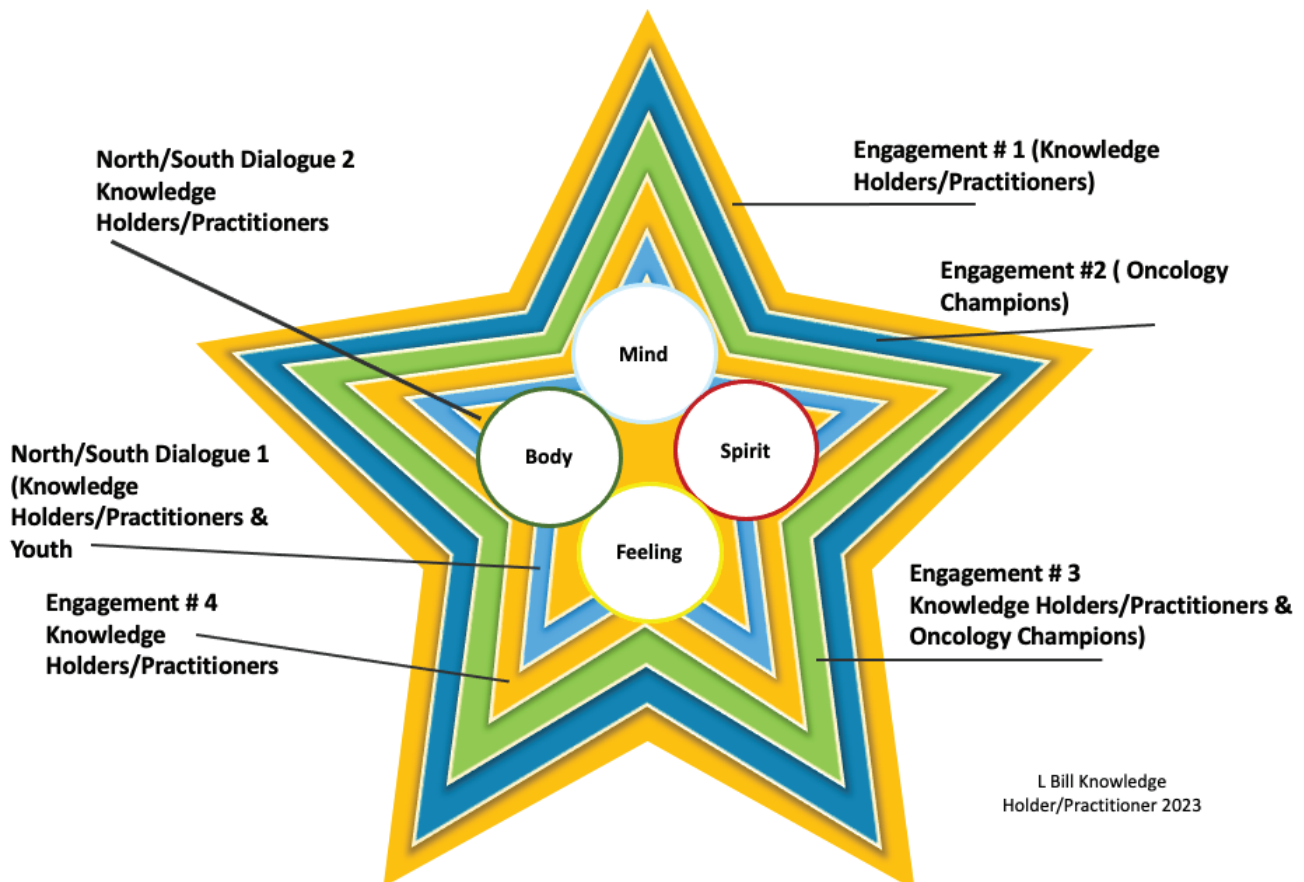 North/South Dialogue 2
Knowledge
Holders/Practitioners
Engagement # 1 (Knowledge
Holders/Practitioners)
Engagement #2 ( Oncology
Champions)
Mind
Body
Spirit
Feeling
North/South Dialogue 1
(Knowledge
Holders/Practitioners &
Youth
Engagement # 4
Knowledge
Holders/Practitioners
Engagement # 3
Knowledge Holders/Practitioners &
Oncology Champions)
L Bill Knowledge
Holder/Practitioner 2023